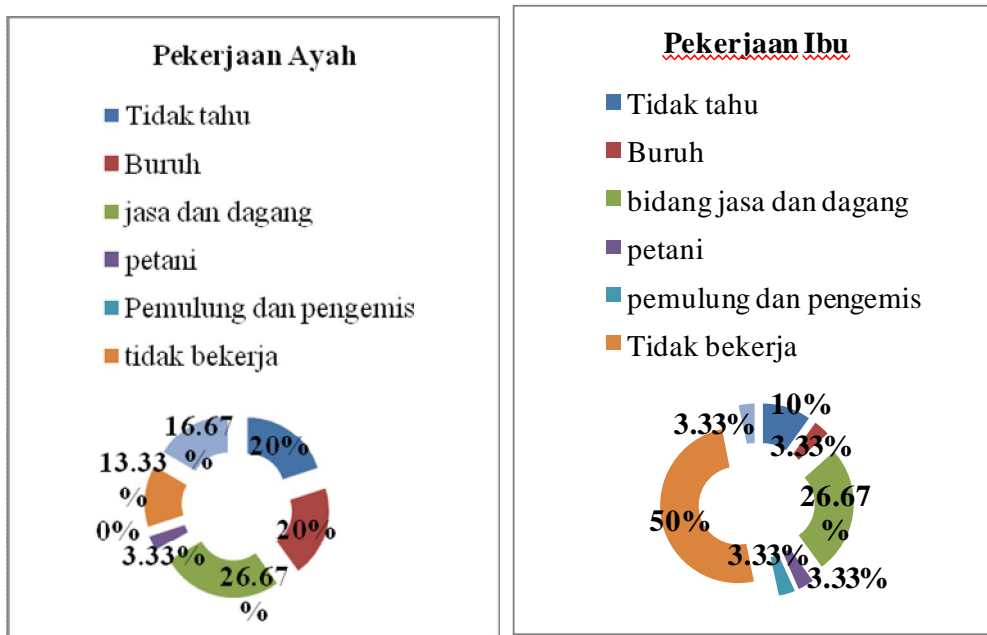 Pekerjaan Ayah
Tidak tahu
Buruh
jasa dan dagang
petani
Pemulung dan pengemis
tidak bekerja
16.67
%
20%
13.33
%
0%
20%
3.33%
26.67
%
Pekerjaan Ibu
Tidak tahu
Buruh
bidang jasa dan dagang
petani
pemulung dan pengemis
Tidak bekerja
10%
3.33%
3.33%
26.67
%
50%
3.33%
3.33%